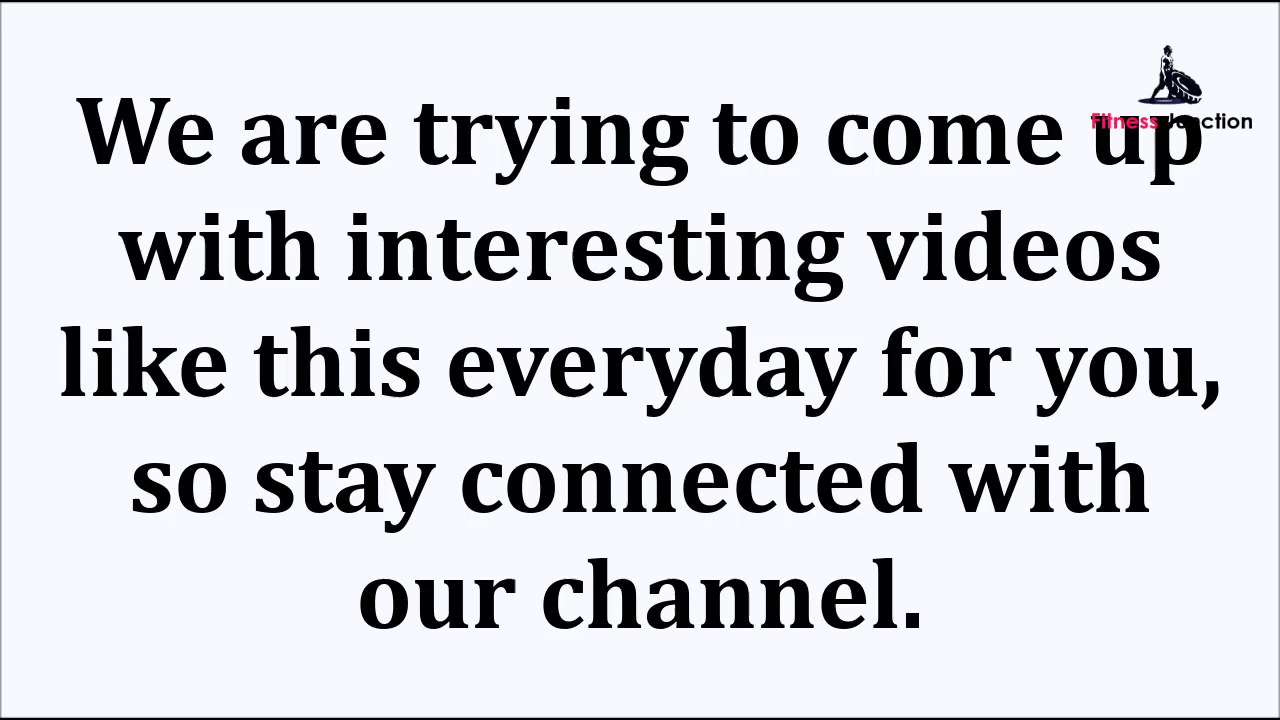 We are trying to come up
Fitness Junction
with interesting videos
like this everyday for you,
so stay connected with
our channel.